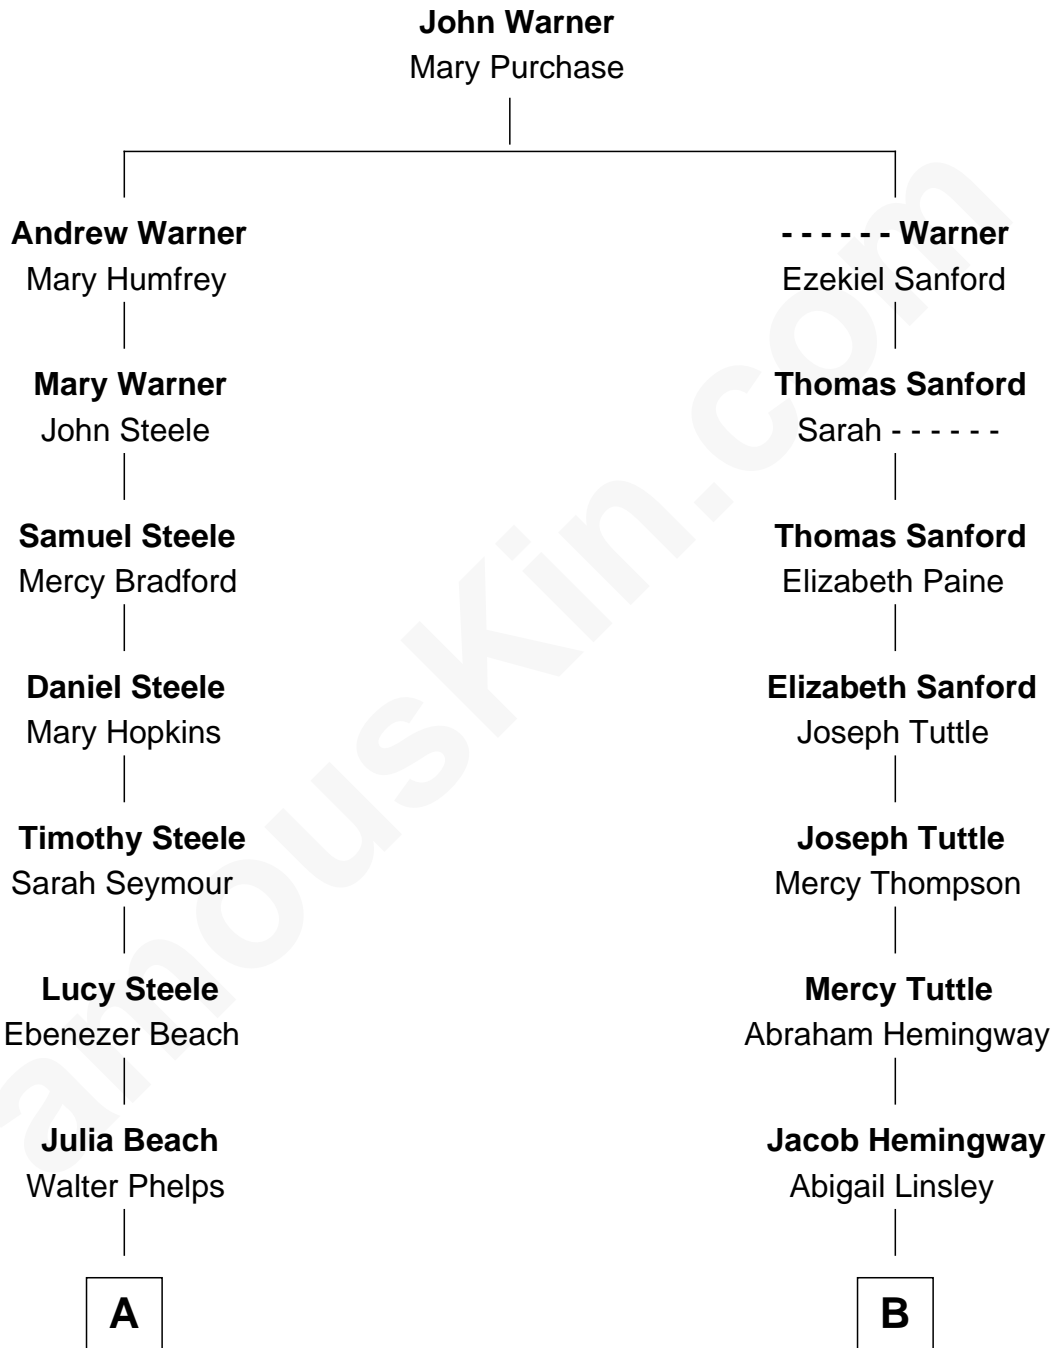 John Warner
Mary Purchase
Andrew Warner
Mary Humfrey
- - - - - - Warner
Ezekiel Sanford
Mary Warner
John Steele
Thomas Sanford
Sarah - - - - - -
Samuel Steele
Mercy Bradford
Thomas Sanford
Elizabeth Paine
Daniel Steele
Mary Hopkins
Elizabeth Sanford
Joseph Tuttle
Timothy Steele
Sarah Seymour
Joseph Tuttle
Mercy Thompson
Lucy Steele
Ebenezer Beach
Mercy Tuttle
Abraham Hemingway
Julia Beach
Walter Phelps
Jacob Hemingway
Abigail Linsley
A
B
amouskin.com